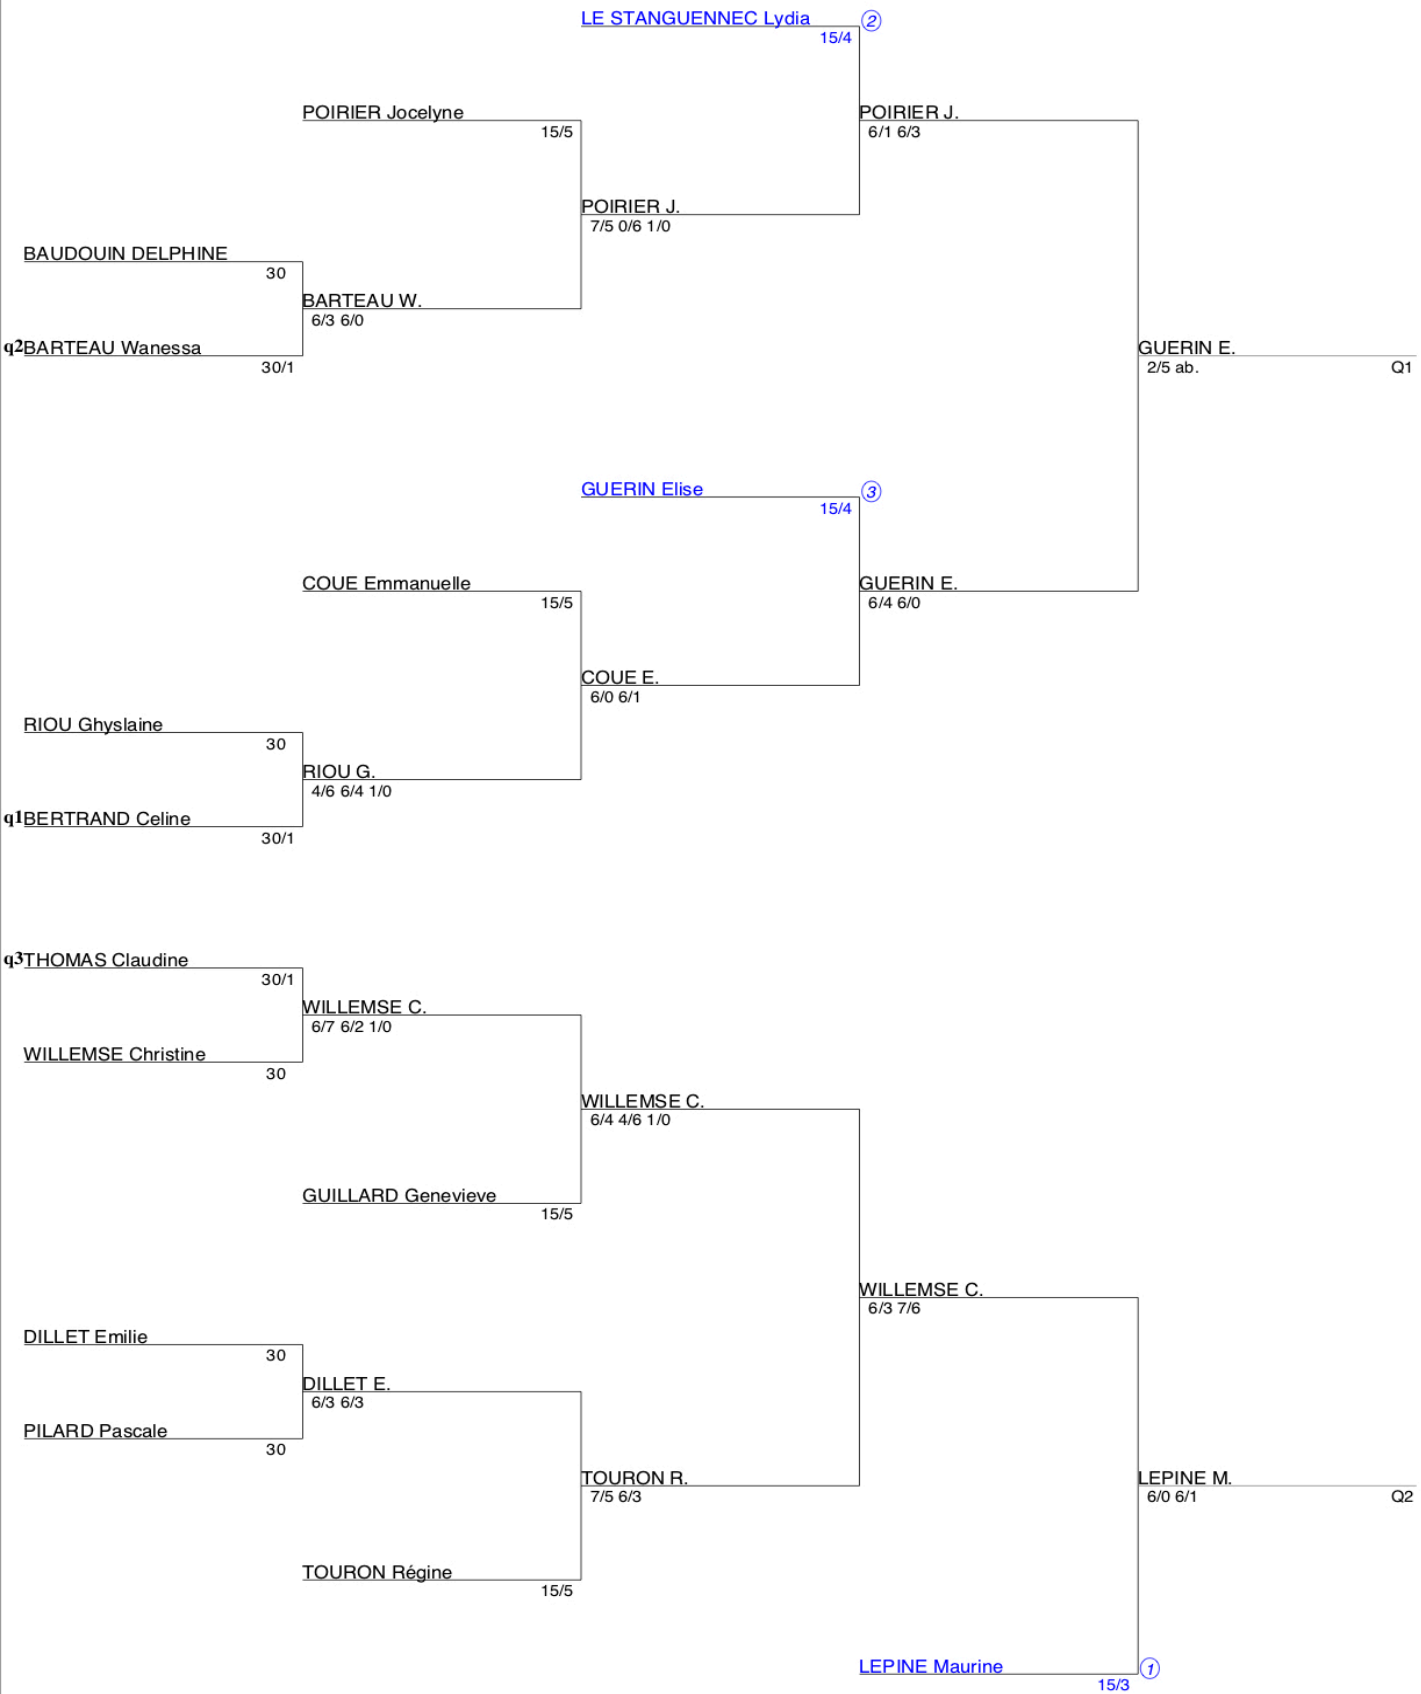 LE STANGUENNEC Lydia ②
15/4
POIRIER Jocelyne
15/5
POIRIER J.
6/1 6/3
POIRIER J.
7/5 0/6 1/0
BAUDOUIN DELPHINE
30
BARTEAU W.
6/3 6/0
q2 BARTEAU Wanessa
30/1
GUERIN E.
2/5 ab.
Q1
GUERIN Elise ③
15/4
COUE Emmanuelle
15/5
GUERIN E.
6/4 6/0
COUE E.
6/0 6/1
RIOU Ghyslaine
30
RIOU G.
4/6 6/4 1/0
q1 BERTRAND Celine
30/1
q3 THOMAS Claudine
30/1
WILLEMSE C.
6/7 6/2 1/0
WILLEMSE Christine
30
WILLEMSE C.
6/4 4/6 1/0
GUILLARD Genevieve
15/5
WILLEMSE C.
6/3 7/6
DILLET Emilie
30
DILLET E.
6/3 6/3
PILARD Pascale
30
TOURON R.
7/5 6/3
LEPINE M.
6/0 6/1
Q2
TOURON Régine
15/5
LEPINE Maurine ①
15/3